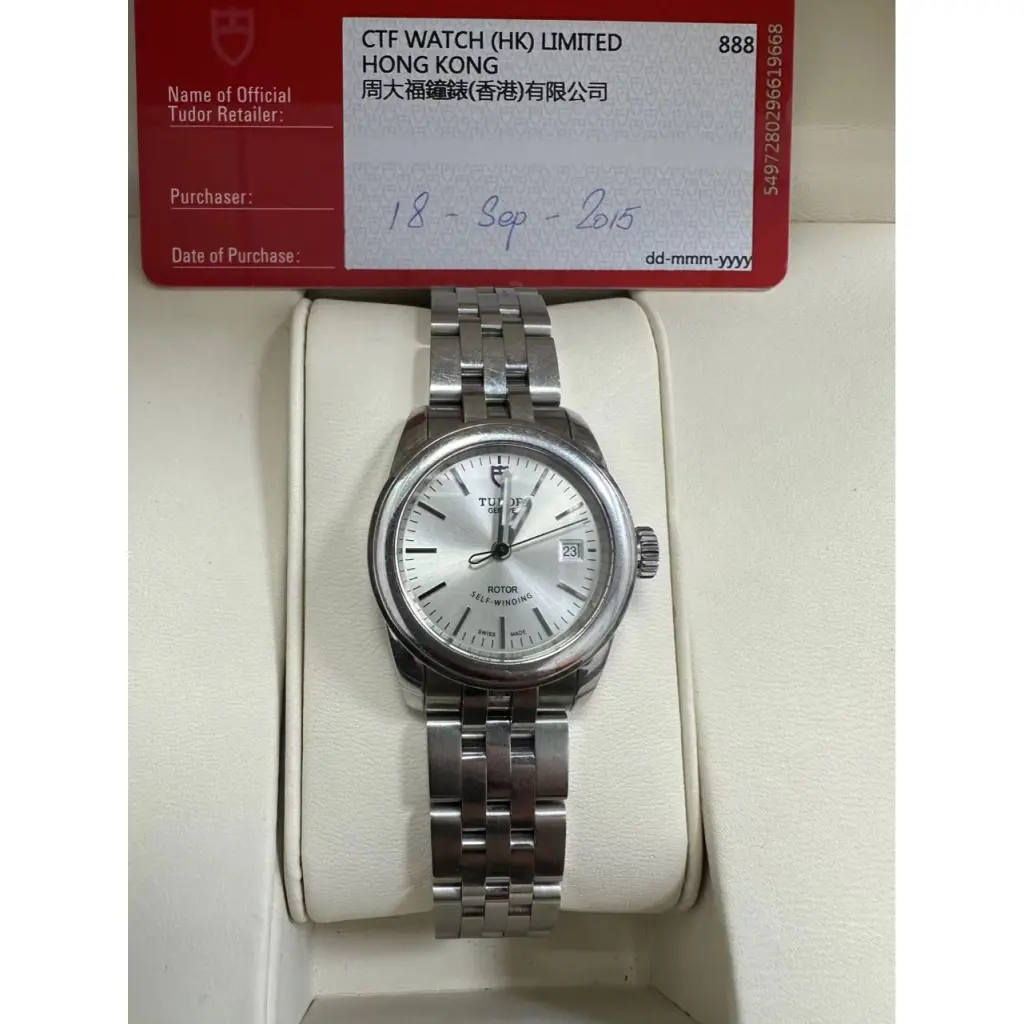 CTF WATCH (HK) LIMITED
888
HONG KONG
周大福鐘錶(香港)有限公司
Name of Official
Tudor Retailer:
Purchaser:
18 - Sep - 2015
Date of Purchase:
dd-mmm-yyyy
5497280296619668
TUDOR
GENEVE
23
ROTOR
SELF-WINDING
SWISS MADE